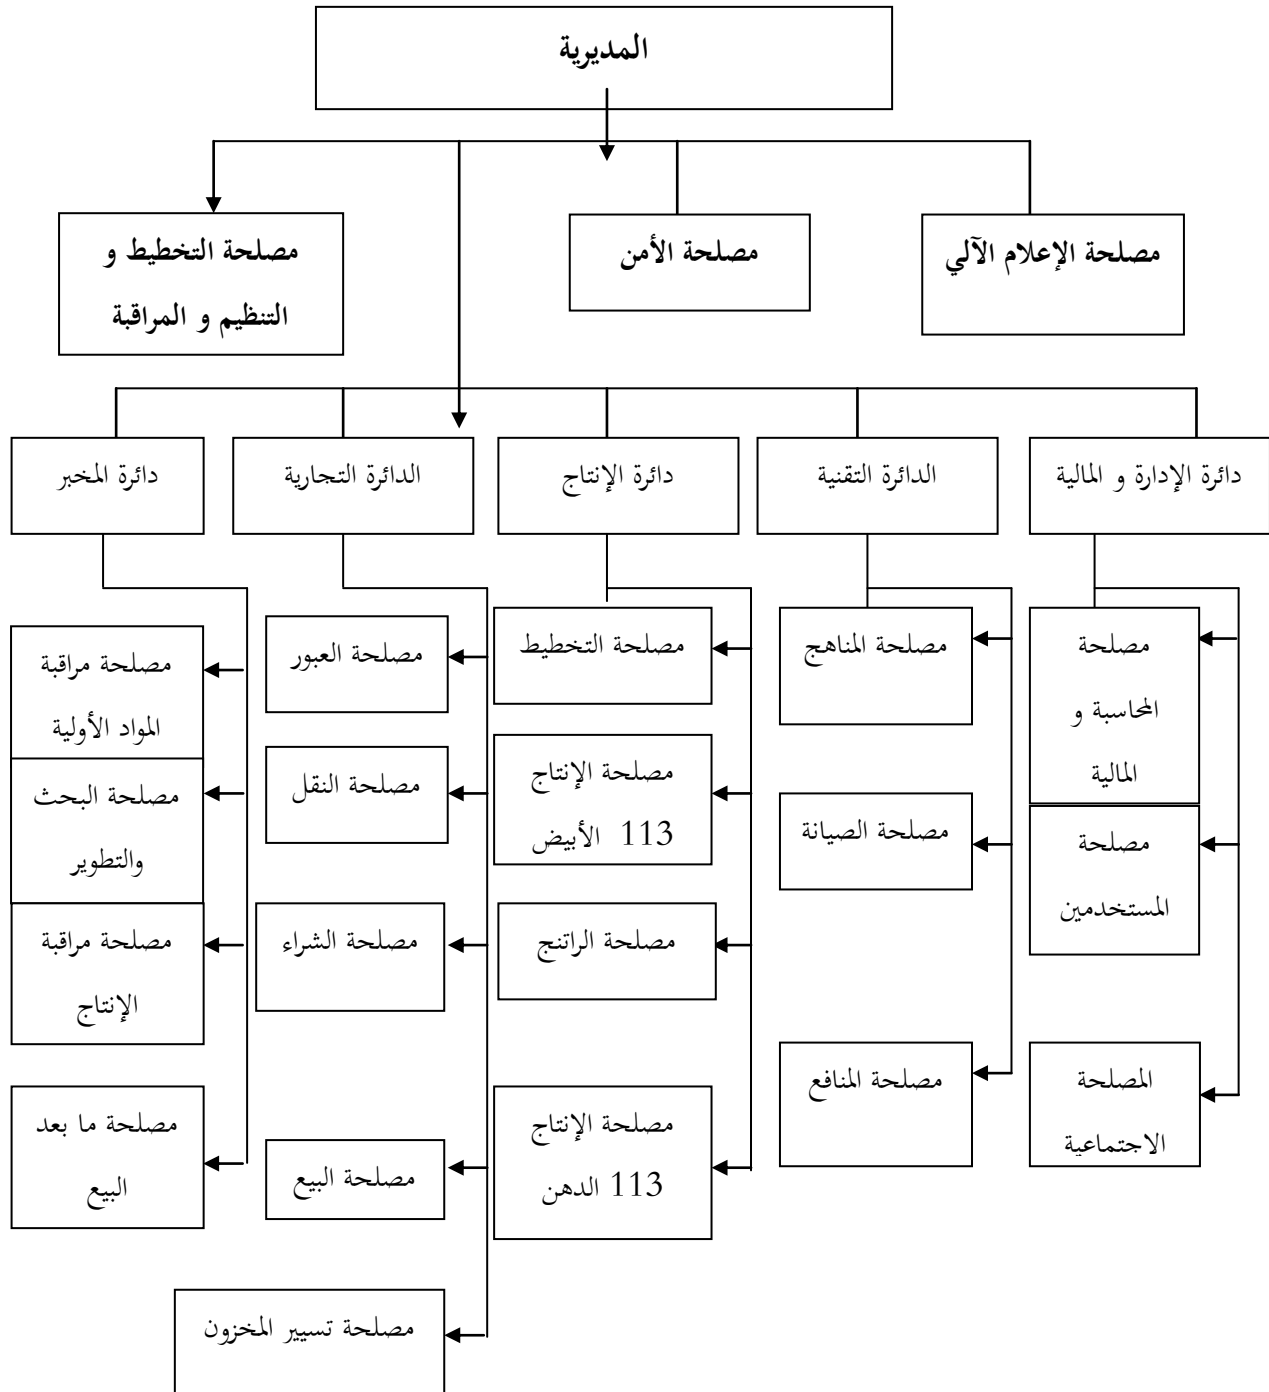 المديرية
مصلحة الإعلام الآلي
مصلحة الأمن
مصلحة التخطيط و
التنظيم و المراقبة
دائرة الإدارة و المالية
الدائرة التقنية
دائرة الإنتاج
الدائرة التجارية
دائرة المخبر
مصلحة
المحاسبة و
المالية
مصلحة
المستخدمين
المصلحة
الاجتماعية
مصلحة المناهج
مصلحة الصيانة
مصلحة المنافع
مصلحة التخطيط
مصلحة الإنتاج
113 الأبيض
مصلحة الراتنج
مصلحة الإنتاج
113 الدهن
مصلحة العبور
مصلحة النقل
مصلحة الشراء
مصلحة البيع
مصلحة تسيير المخزون
مصلحة مراقبة
المواد الأولية
مصلحة البحث
والتطوير
مصلحة مراقبة
الإنتاج
مصلحة ما بعد
البيع